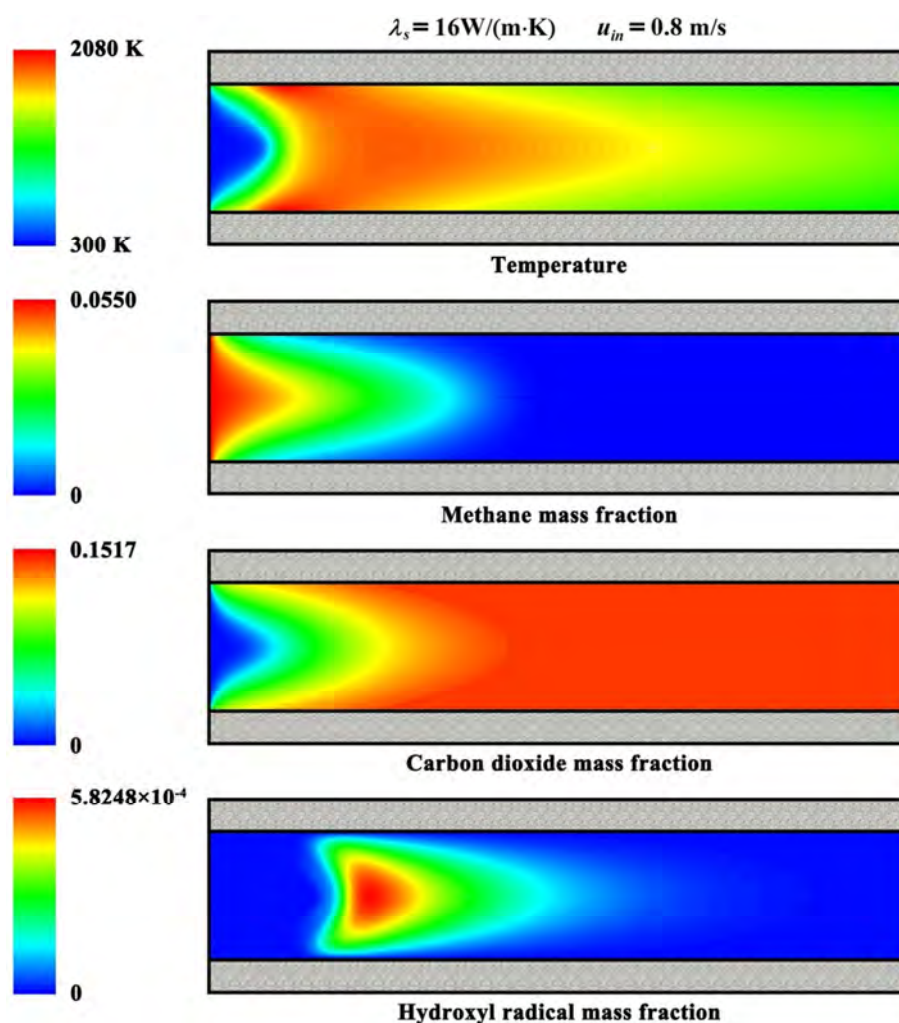 λs = 16W/(m·K) uin = 0.8 m/s
2080 K
300 K
Temperature
0.0550
0
Methane mass fraction
0.1517
0
Carbon dioxide mass fraction
5.8248×10⁻⁴
0
Hydroxyl radical mass fraction